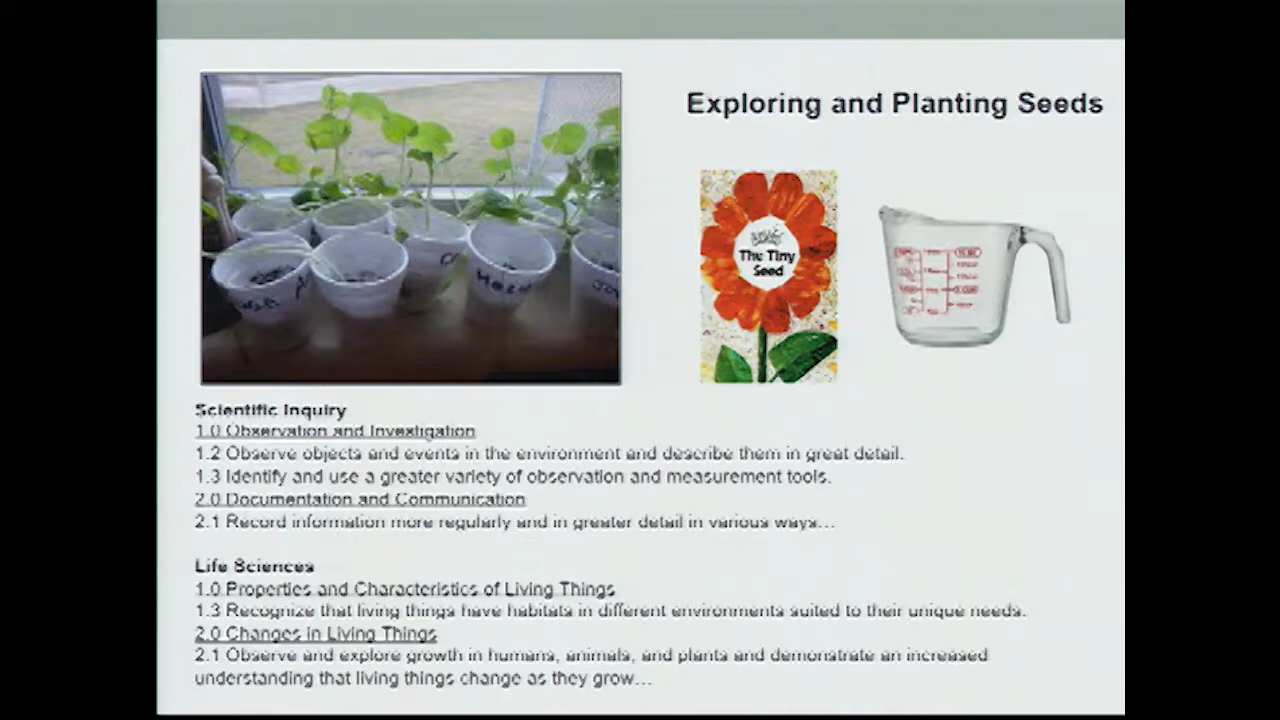 Exploring and Planting Seeds
The Tiny
Seed
Scientific Inquiry
1.0 Observation and Investigation
1.2 Observe objects and events in the environment and describe them in great detail.
1.3 Identify and use a greater variety of observation and measurement tools.
2.0 Documentation and Communication
2.1 Record information more regularly and in greater detail in various ways…
Life Sciences
1.0 Properties and Characteristics of Living Things
1.3 Recognize that living things have habitats in different environments suited to their unique needs.
2.0 Changes in Living Things
2.1 Observe and explore growth in humans, animals, and plants and demonstrate an increased
understanding that living things change as they grow…